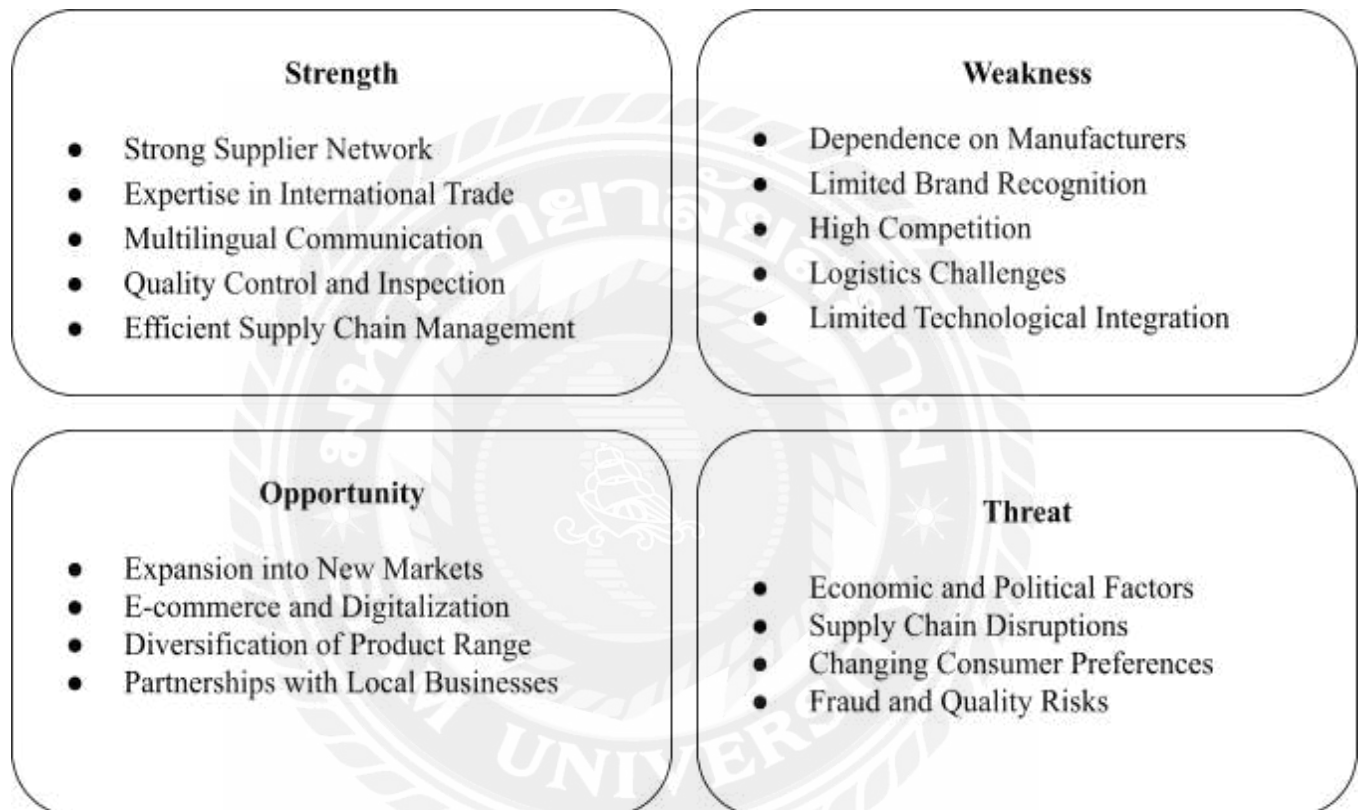 Strength
● Strong Supplier Network
● Expertise in International Trade
● Multilingual Communication
● Quality Control and Inspection
● Efficient Supply Chain Management
Weakness
● Dependence on Manufacturers
● Limited Brand Recognition
● High Competition
● Logistics Challenges
● Limited Technological Integration
Opportunity
● Expansion into New Markets
● E-commerce and Digitalization
● Diversification of Product Range
● Partnerships with Local Businesses
Threat
● Economic and Political Factors
● Supply Chain Disruptions
● Changing Consumer Preferences
● Fraud and Quality Risks